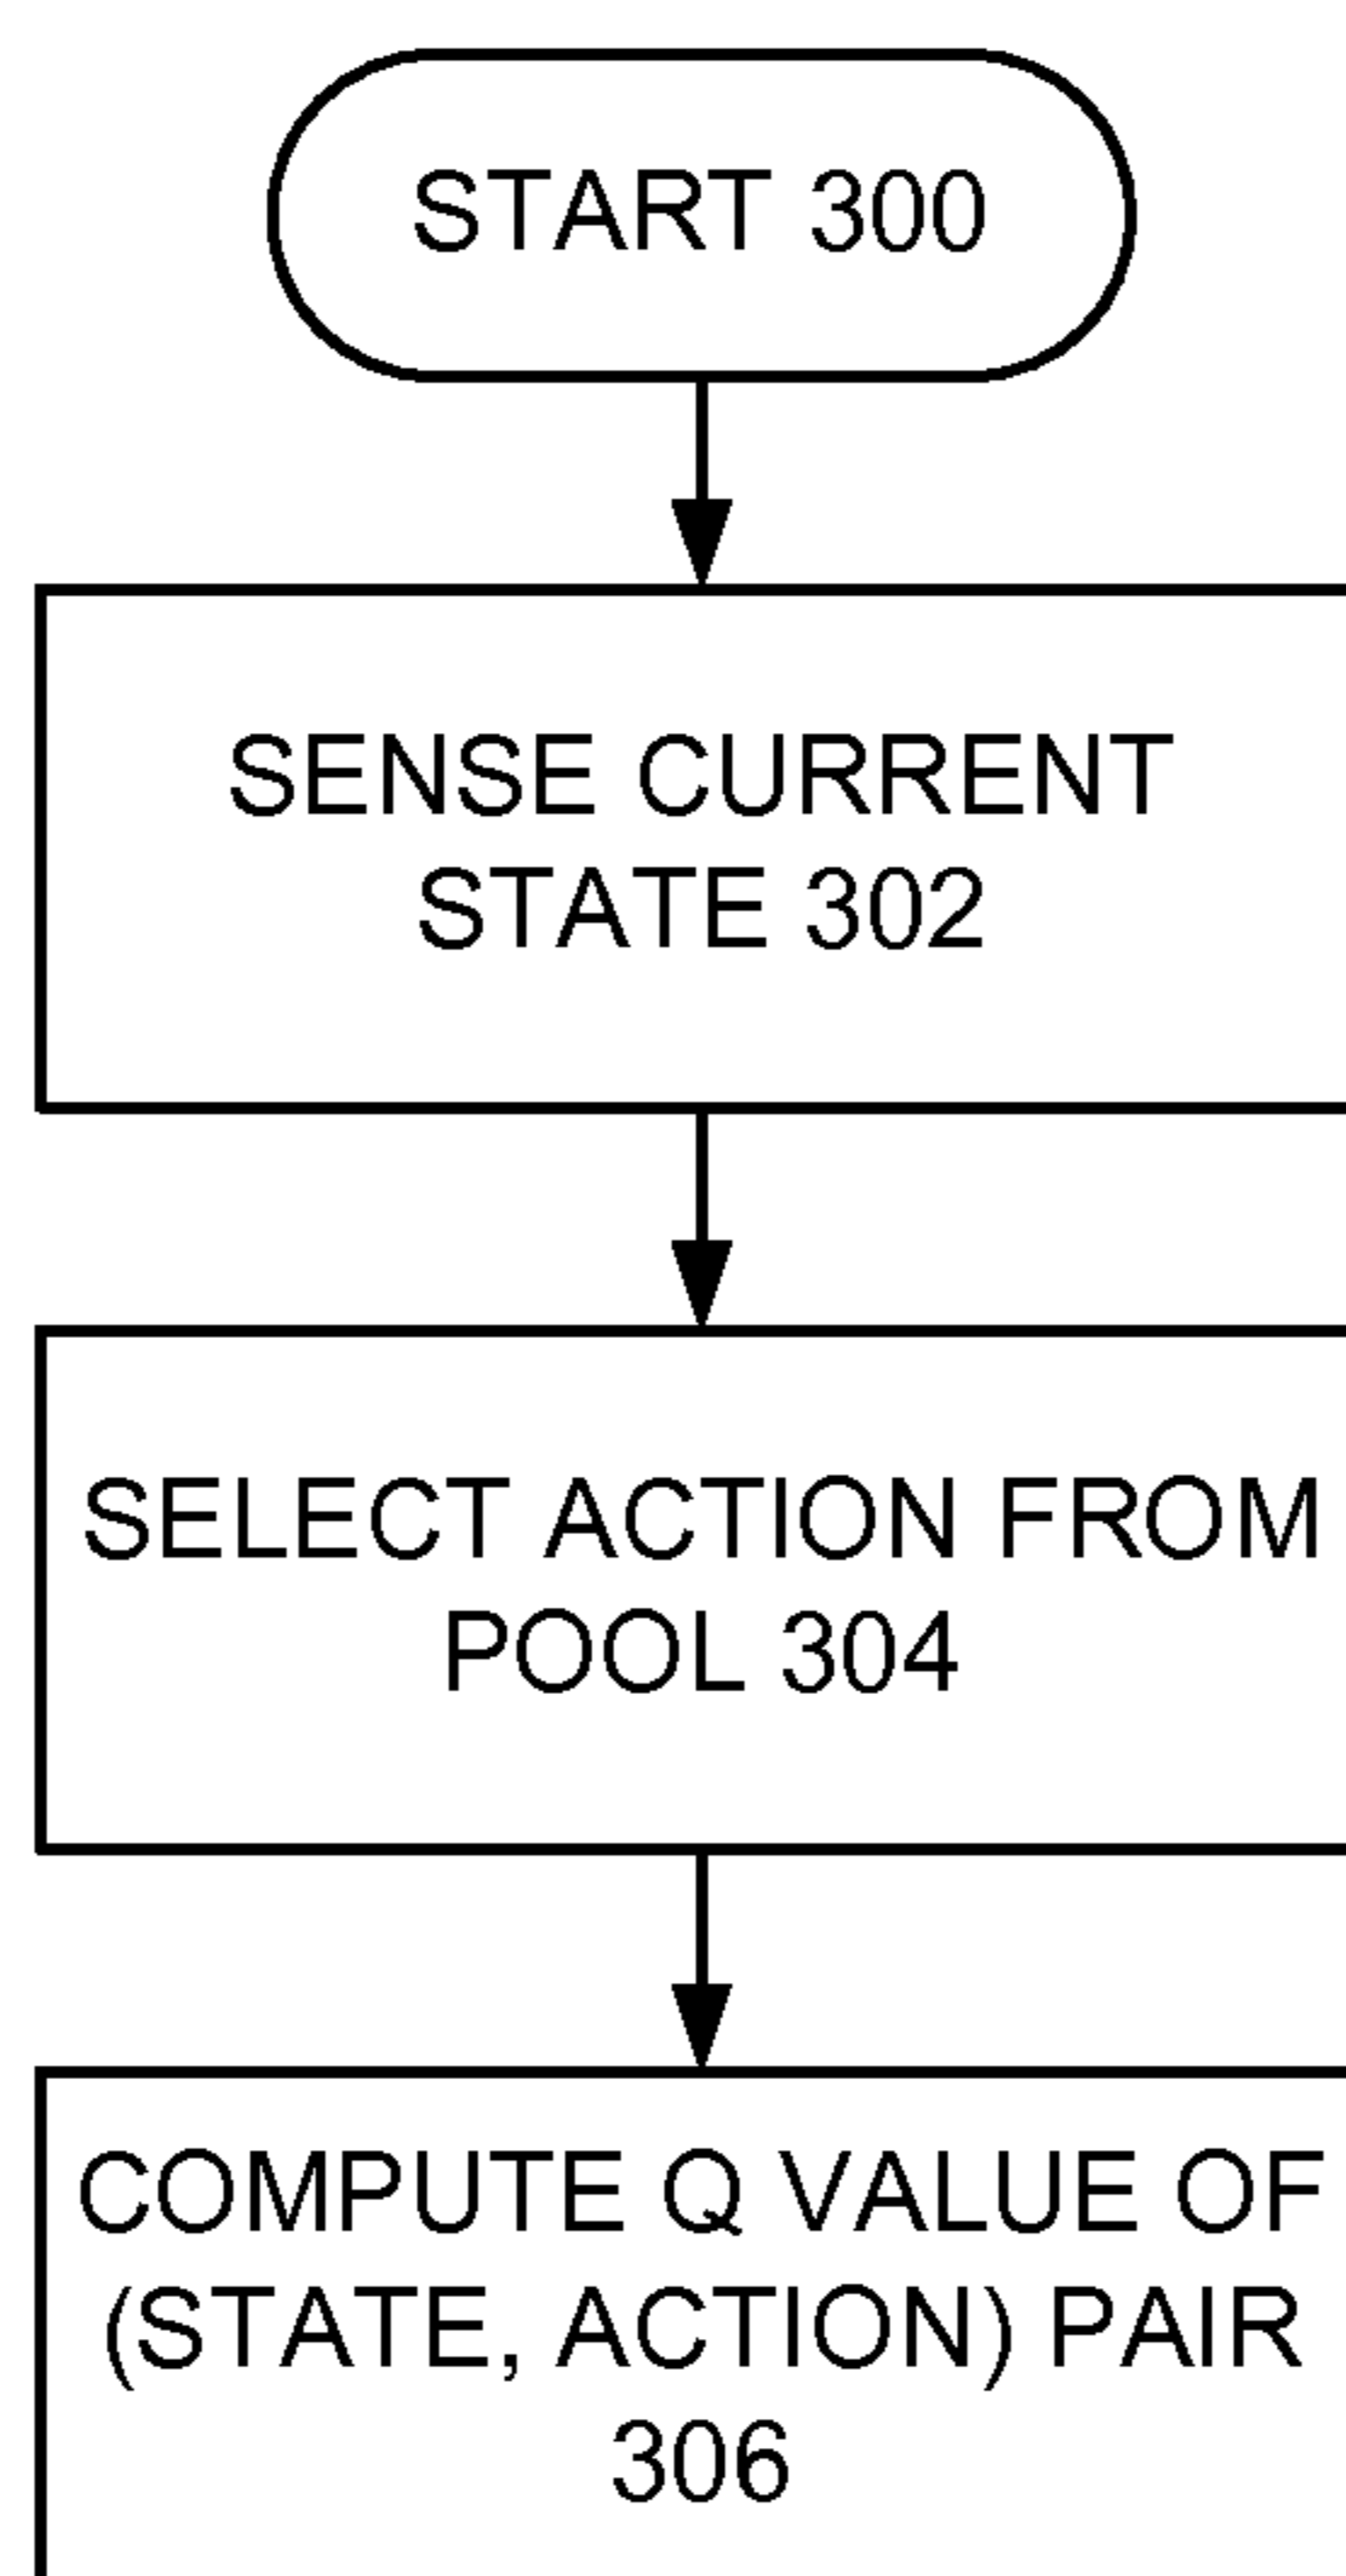 START 300
SENSE CURRENT
STATE 302
SELECT ACTION FROM
POOL 304
COMPUTE Q VALUE OF
(STATE, ACTION) PAIR
306